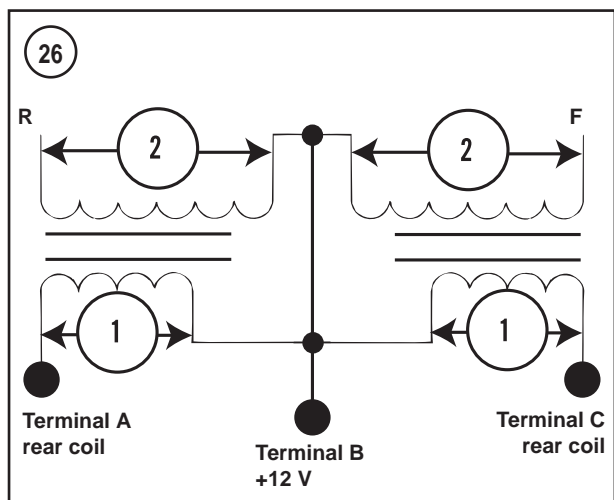 26
R
F
2
2
1
1
Terminal A
rear coil
Terminal B
+12 V
Terminal C
rear coil